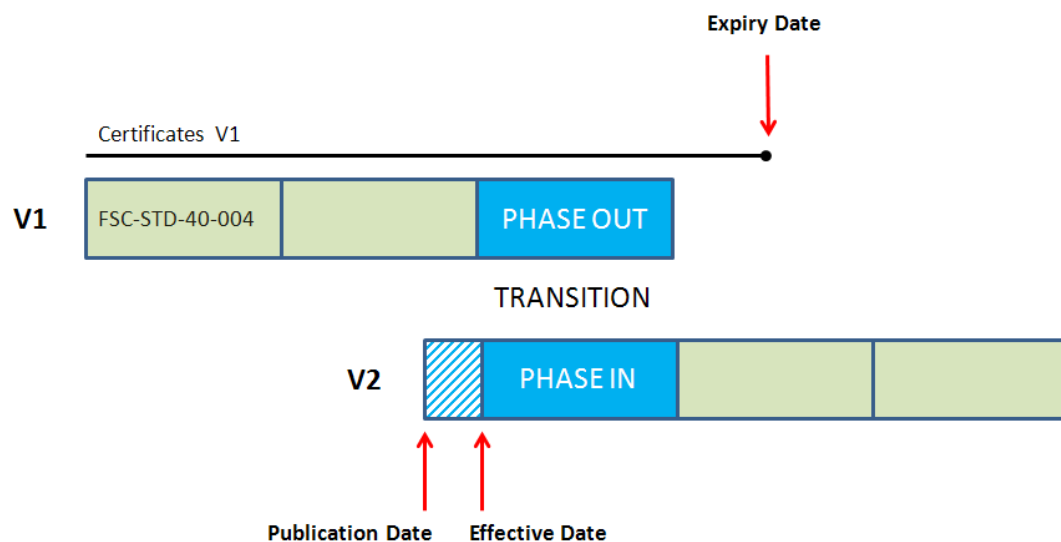 Expiry Date
Certificates V1
V1
FSC-STD-40-004
PHASE OUT
TRANSITION
V2
PHASE IN
Publication Date
Effective Date